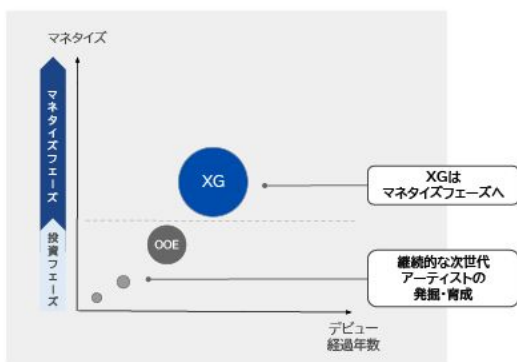 マネタイズ
マネタイズフェーズ
投資フェーズ
XG
XGは
マネタイズフェーズへ
OOE
継続的な次世代
アーティストの
発掘・育成
デビュー
経過年数